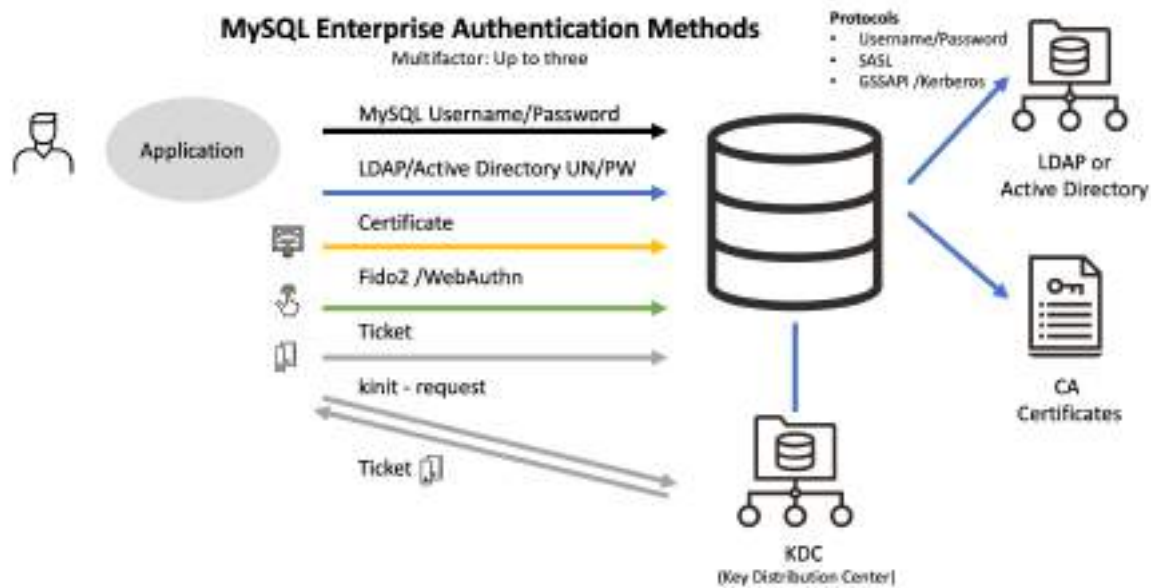 MySQL Enterprise Authentication Methods
Multifactor: Up to three
Protocols
• Username/Password
• SASL
• GSSAPI /Kerberos
Application
MySQL Username/Password
LDAP/Active Directory UN/PW
Certificate
Fido2 /WebAuthn
Ticket
kinit - request
Ticket
LDAP or
Active Directory
CA
Certificates
KDC
(Key Distribution Center)